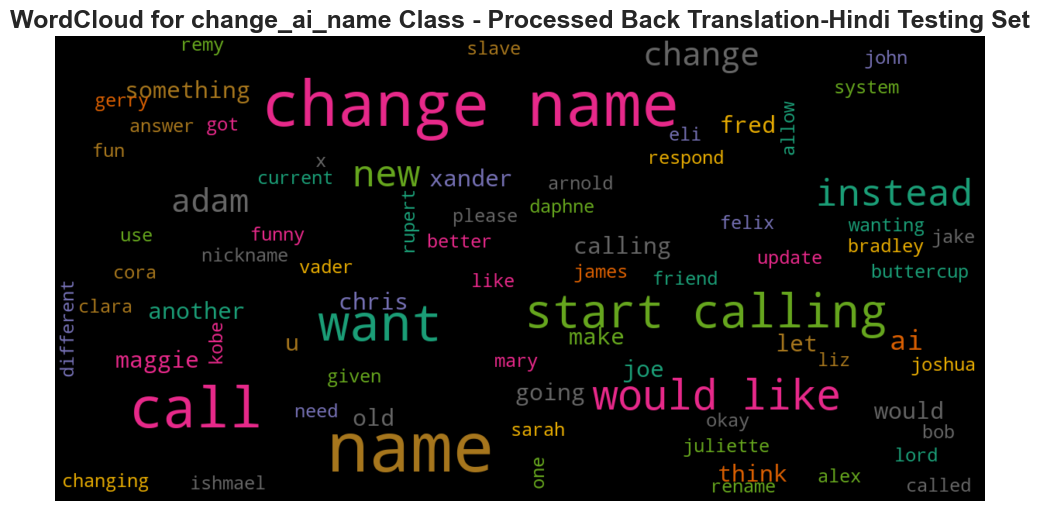 WordCloud for change_ai_name Class - Processed Back Translation-Hindi Testing Set
remy
slave
change
john
something
system
gerry
change name
allow
answer
got
fred
eli
fun
x
respond
current
new
xander
arnold
instead
adam
rupert
please
daphne
felix
wanting
use
funny
better
calling
bradley
jake
nickname
update
cora
vader
like
james
friend
buttercup
different
clara
another
chris
want
start calling
make
u
let
ai
maggie
kobe
mary
liz
joshua
given
joe
call
need
old
going
would like
would
okay
bob
sarah
name
juliette
lord
changing
ishmael
one
think
rename
alex
called